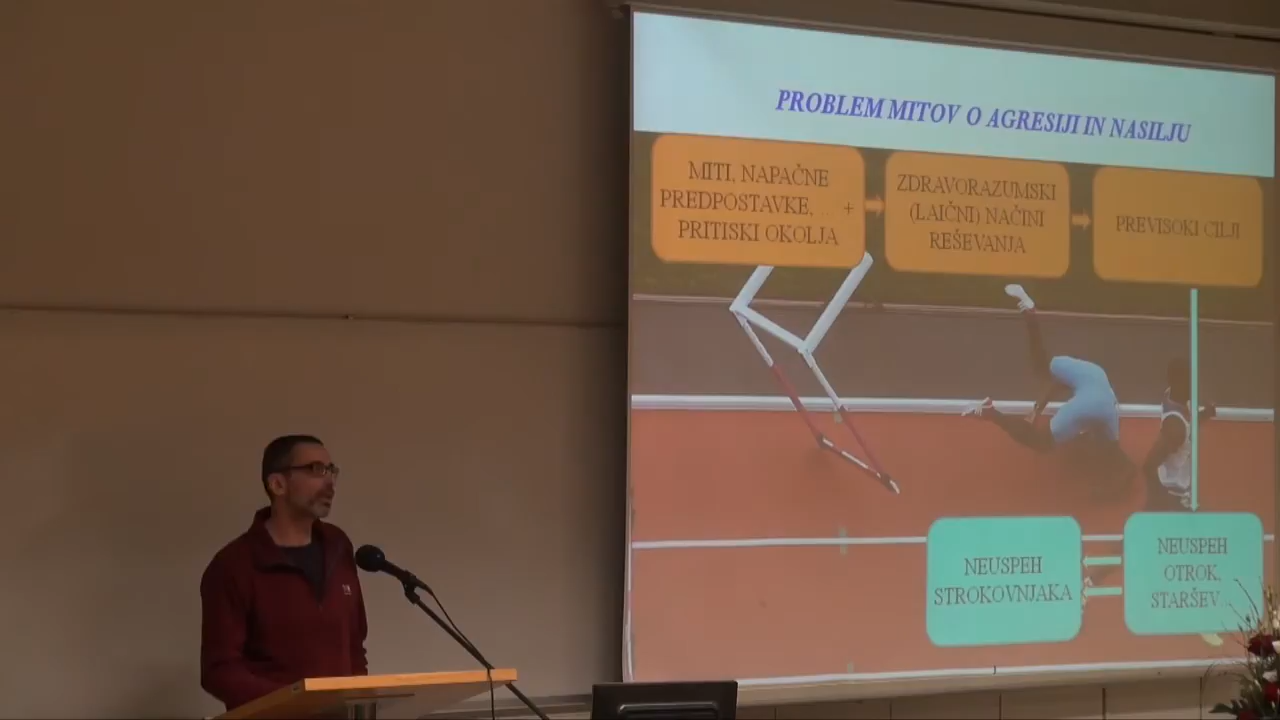 PROBLEM MITOV O AGRESIJI IN NASILJU
MITI, NAPAČNE
PREDPOSTAVKE, ... +
PRITISKI OKOLJA
ZDRAVORAZUMSKI
(LAIČNI) NAČINI
REŠEVANJA
PREVISOKI CILJI
NEUSPEH
STROKOVNJAKA
NEUSPEH
OTROK,
STARŠEV...